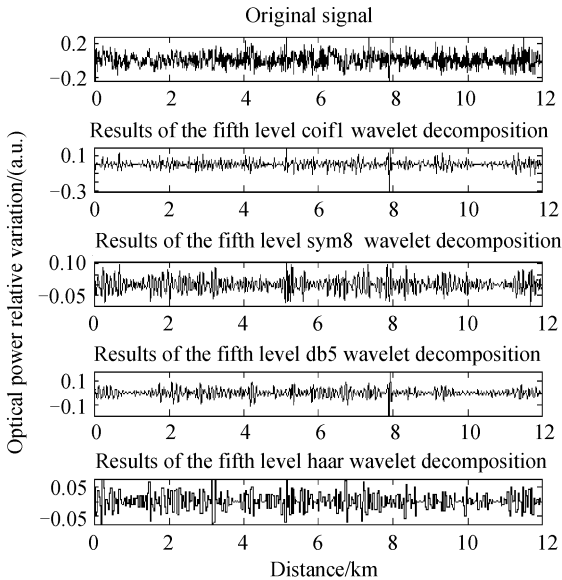 Original signal
0.2
−0.2
0 2 4 6 8 10 12
Results of the fifth level coif1 wavelet decomposition
0.1
−0.3
0 2 4 6 8 10 12
Results of the fifth level sym8 wavelet decomposition
0.10
−0.05
0 2 4 6 8 10 12
Results of the fifth level db5 wavelet decomposition
0.1
−0.1
0 2 4 6 8 10 12
Results of the fifth level haar wavelet decomposition
0.05
−0.05
0 2 4 6 8 10 12
Distance/km
Optical power relative variation/(a.u.)